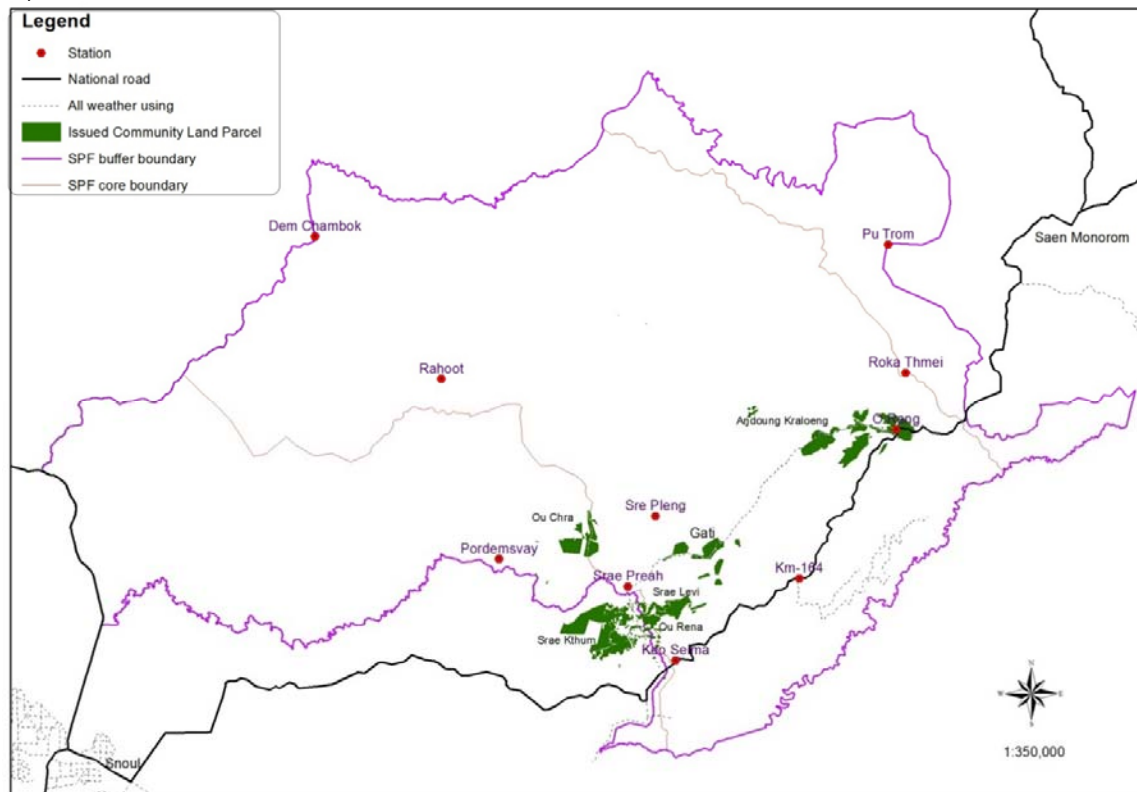 Legend
Station
National road
All weather using
Issued Community Land Parcel
SPF buffer boundary
SPF core boundary
Dem Chambok
Pu Trom
Saen Monorom
Rahoot
Roka Thmei
Andoung Kraloeng
Sre Pleng
Ou Chra
Gati
Pordemsvay
Km-164
Srae Preah
Srae Levi
Ou Rena
Srae Kthum
Seima
N
W
E
S
1:350,000
Snoul